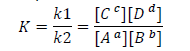 K = k1/k2 = [C^c][D^d]/[A^a][B^b]